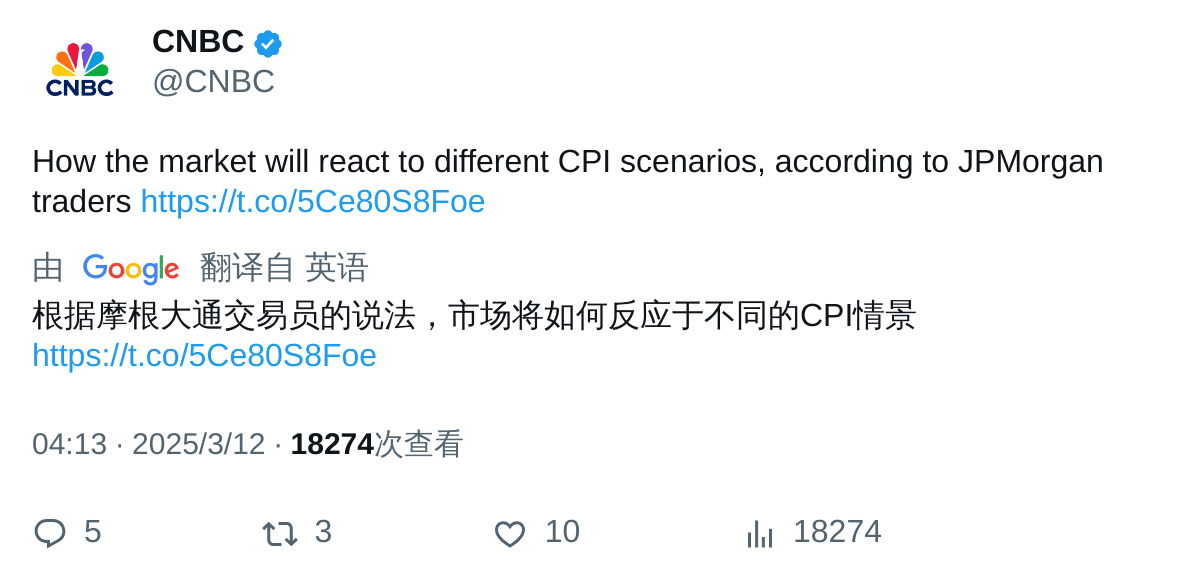 CNBC
CNBC
@CNBC
How the market will react to different CPI scenarios, according to JPMorgan
traders https://t.co/5Ce80S8Foe
由 Google 翻译自 英语
根据摩根大通交易员的说法，市场将如何反应于不同的CPI情景
https://t.co/5Ce80S8Foe
04:13 · 2025/3/12 · 18274次查看
5 3 10 18274